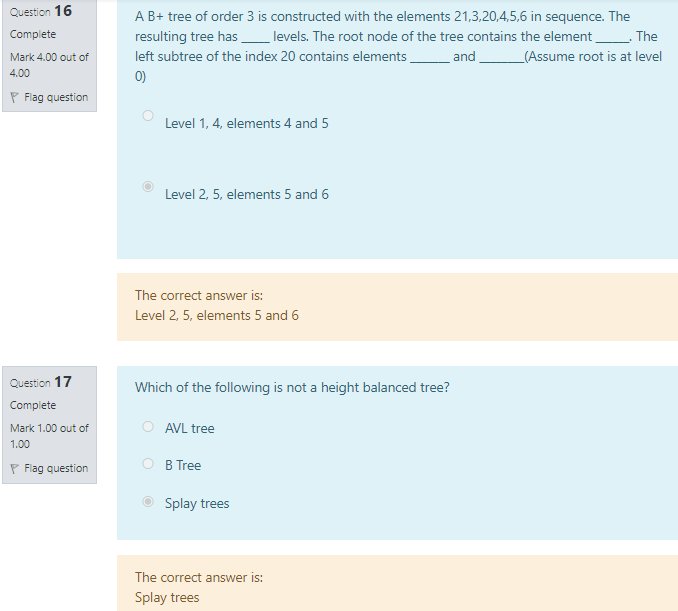 Question 16
Complete
Mark 4.00 out of
4.00
Flag question
A B+ tree of order 3 is constructed with the elements 21,3,20,4,5,6 in sequence. The
resulting tree has ____ levels. The root node of the tree contains the element _____. The
left subtree of the index 20 contains elements ______ and ______(Assume root is at level
0)
Level 1, 4, elements 4 and 5
Level 2, 5, elements 5 and 6
The correct answer is:
Level 2, 5, elements 5 and 6
Question 17
Complete
Mark 1.00 out of
1.00
Flag question
Which of the following is not a height balanced tree?
AVL tree
B Tree
Splay trees
The correct answer is:
Splay trees